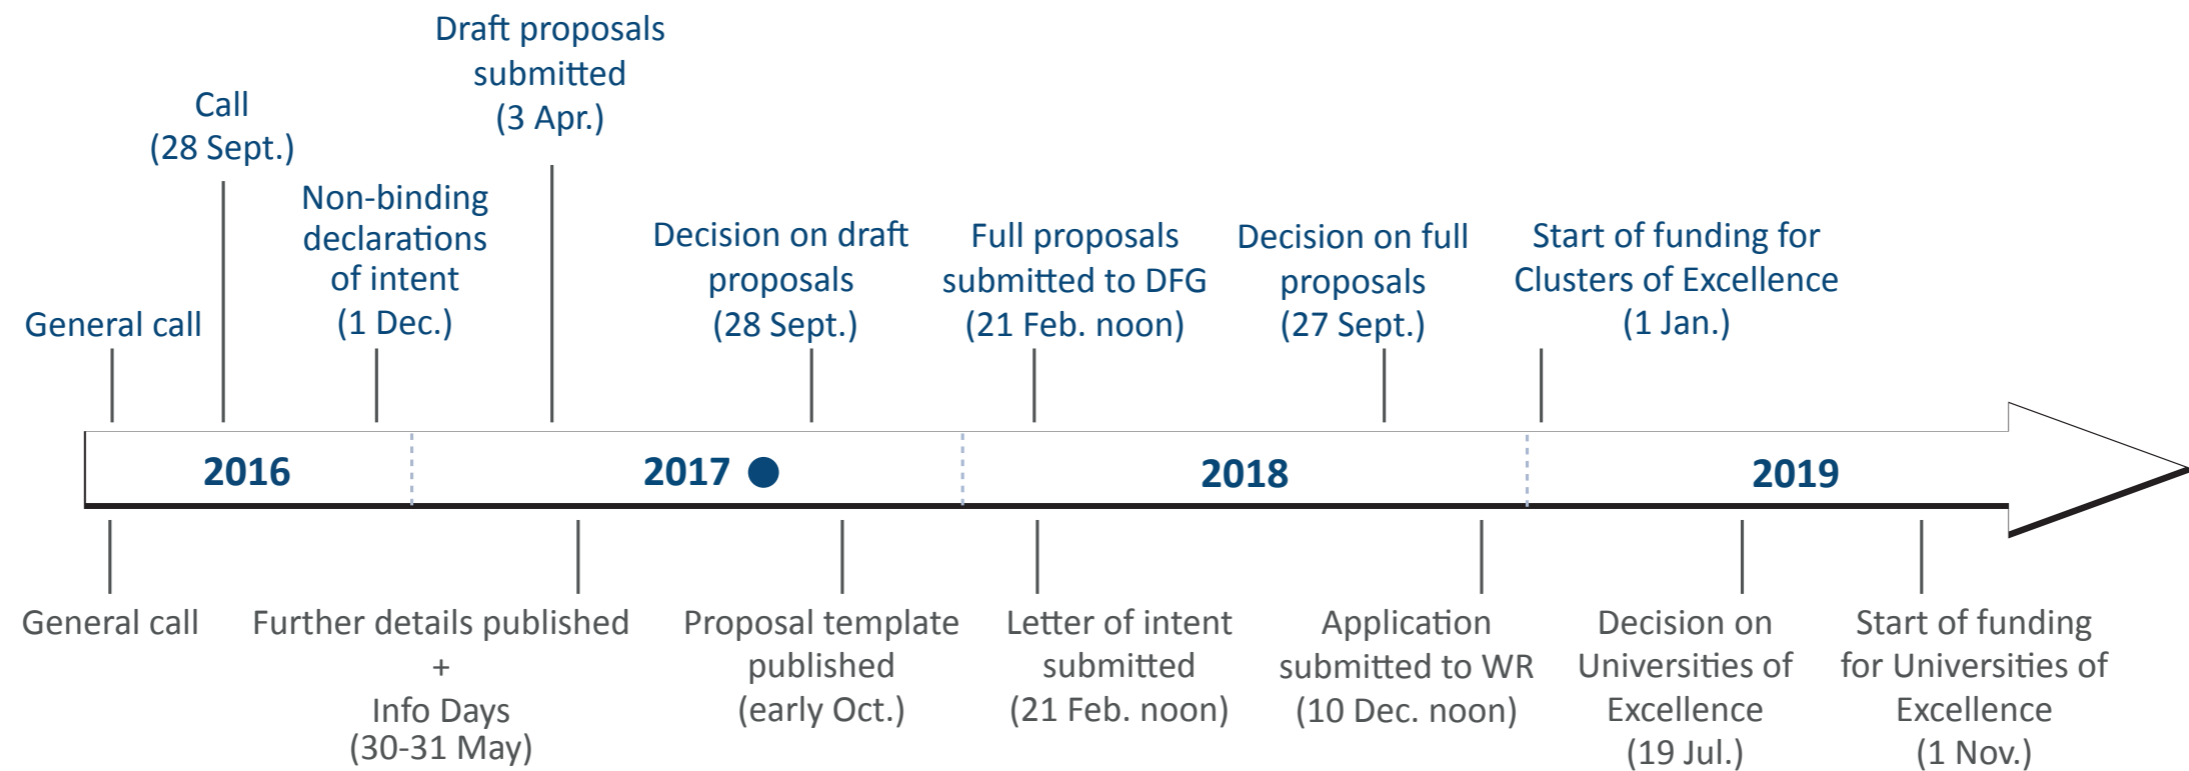 Draft proposals
submitted
(3 Apr.)
Call
(28 Sept.)
Non-binding
declarations
of intent
(1 Dec.)
General call
Decision on draft
proposals
(28 Sept.)
Full proposals
submitted to DFG
(21 Feb. noon)
Decision on full
proposals
(27 Sept.)
Start of funding for
Clusters of Excellence
(1 Jan.)
2016
2017
2018
2019
General call
Further details published
+
Info Days
(30-31 May)
Proposal template
published
(early Oct.)
Letter of intent
submitted
(21 Feb. noon)
Application
submitted to WR
(10 Dec. noon)
Decision on
Universities of
Excellence
(19 Jul.)
Start of funding
for Universities of
Excellence
(1 Nov.)